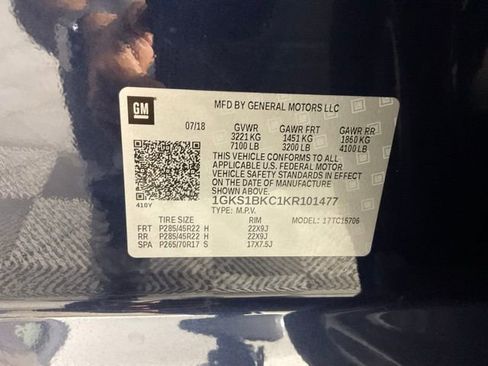 GM
MFD BY GENERAL MOTORS LLC
07/18 GVWR GAWR FRT GAWR RR
3221 KG 1451 KG 1860 KG
7100 LB 3200 LB 4100 LB
THIS VEHICLE CONFORMS TO ALL
APPLICABLE U.S. FEDERAL MOTOR
VEHICLE SAFETY STANDARDS IN EFFECT
ON THE DATE OF MANUFACTURE SHOWN ABOVE.
1GKS1BKC1KR101477
410Y TYPE: M.P.V. MODEL: 17TC15706
TIRE SIZE RIM
FRT P285/45R22 H 22X9J
RR P285/45R22 H 22X9J
SPA P265/70R17 S 17X7.5J